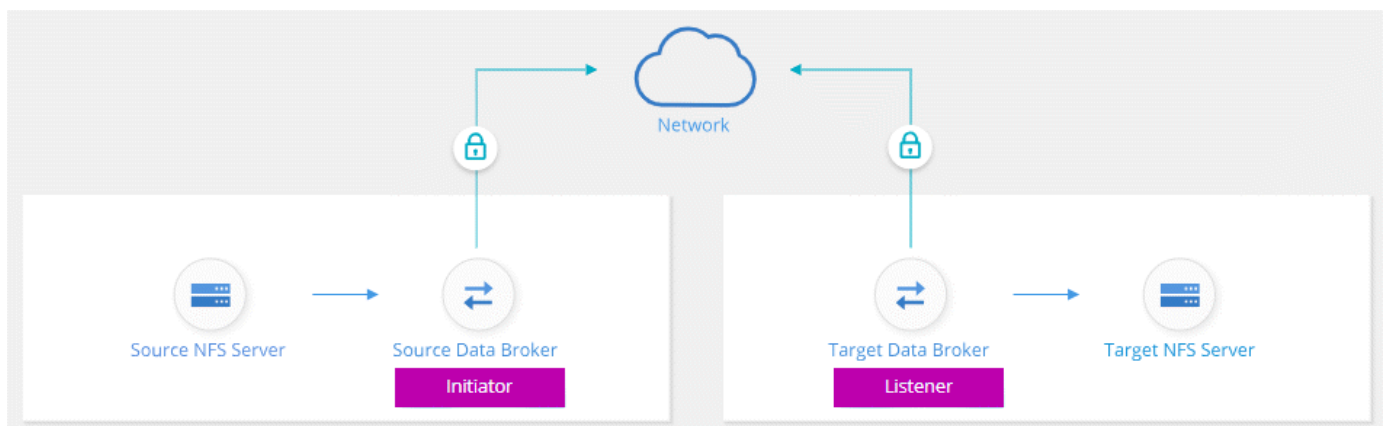 Network
Source NFS Server
Source Data Broker
Target Data Broker
Target NFS Server
Initiator
Listener